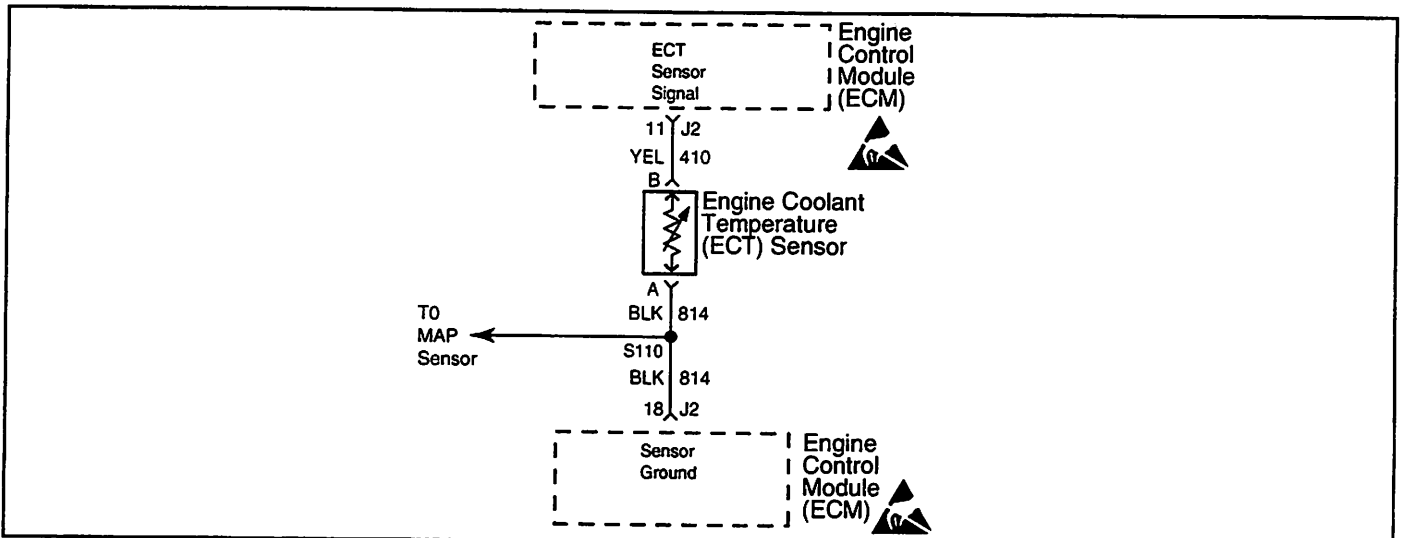 ECT
Sensor
Signal
Engine
Control
Module
(ECM)
11 J2
YEL 410
B
Engine Coolant
Temperature
(ECT) Sensor
A
BLK 814
TO
MAP
Sensor
S110
BLK 814
18 J2
Sensor
Ground
Engine
Control
Module
(ECM)